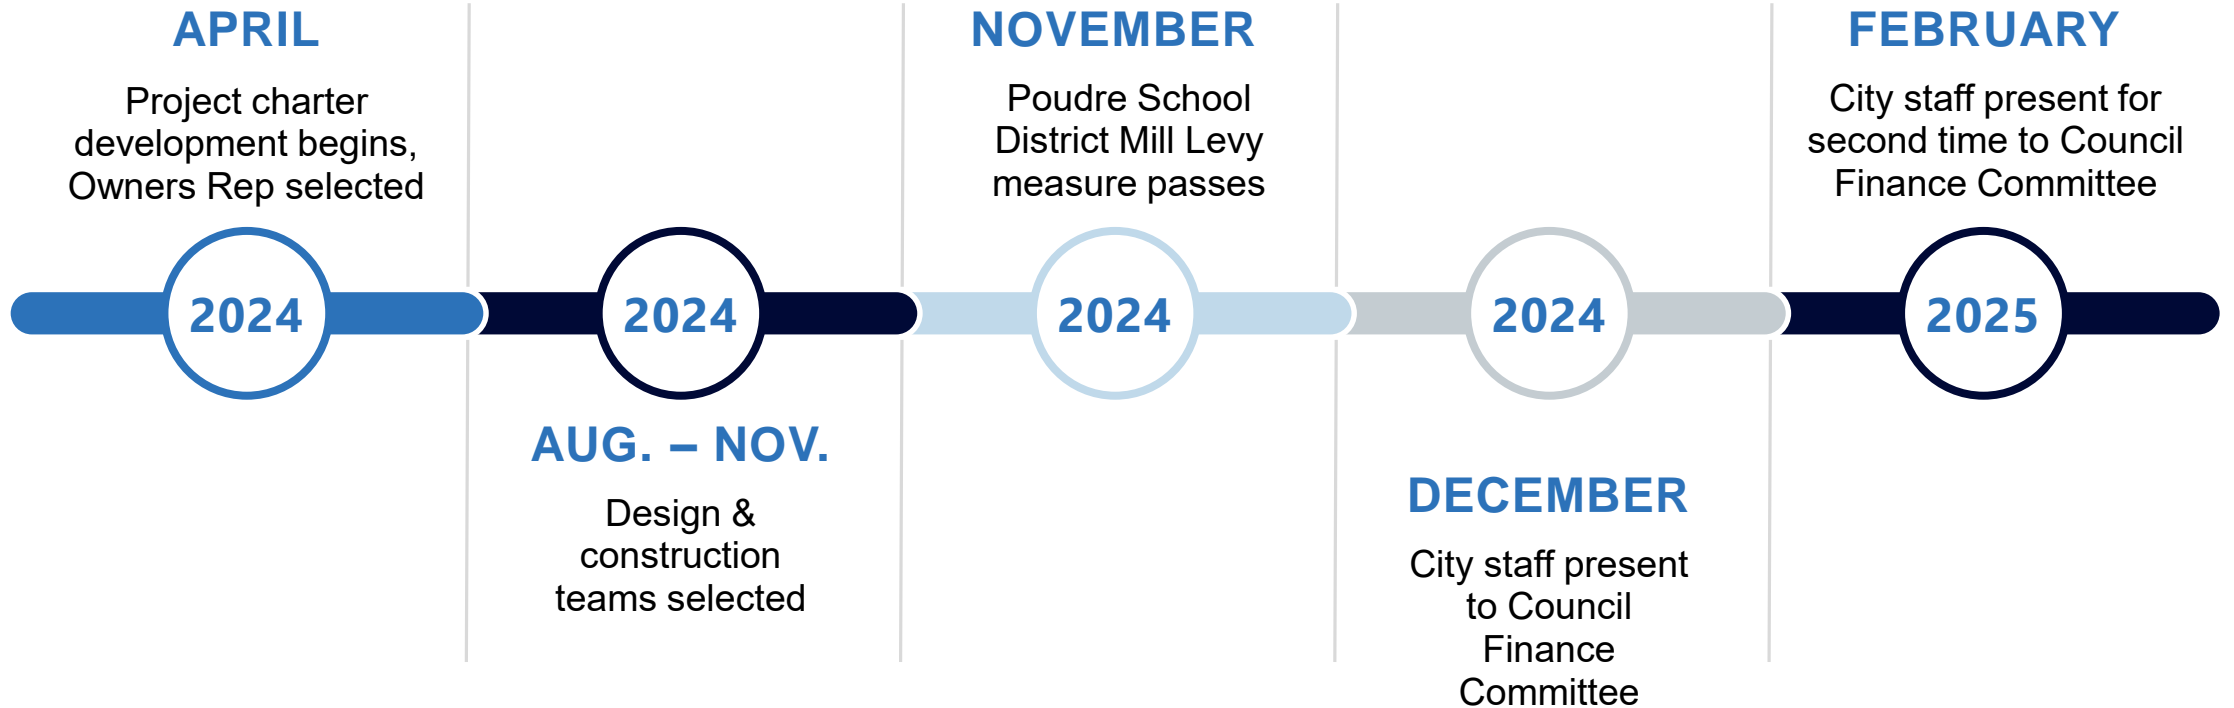 APRIL
Project charter
development begins,
Owners Rep selected
2024
2024
AUG. – NOV.
Design &
construction
teams selected
NOVEMBER
Poudre School
District Mill Levy
measure passes
2024
2024
DECEMBER
City staff present
to Council
Finance
Committee
FEBRUARY
City staff present for
second time to Council
Finance Committee
2025